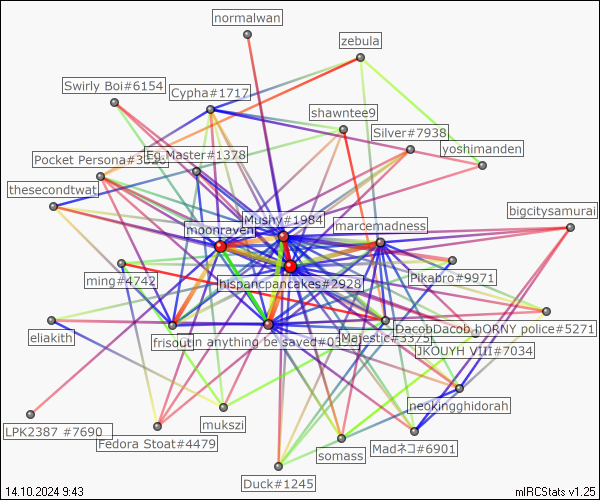 normalwan
zebula
Swirly Boi#6154
Cypha#1717
shawntee9
Silver#7938
yoshimanden
Eg.Master#1378
Pocket Persona#3
thesecondtwat
bigcitysamurai
Mushy#1984
marcemadness
moonraven
ming#4742
hispancpancakes#2928
Pikabro#9971
DacobDacob hORNY police#5271
eliakith
frisout
in anything be saved#03
Majestic#3375
JKOUYH VIII#7034
neokingghidorah
mukszi
LPK2387 #7690
Fedora Stoat#4479
somass
Madネコ#6901
Duck#1245
14.10.2024 9:43
mIRCStats v1.25